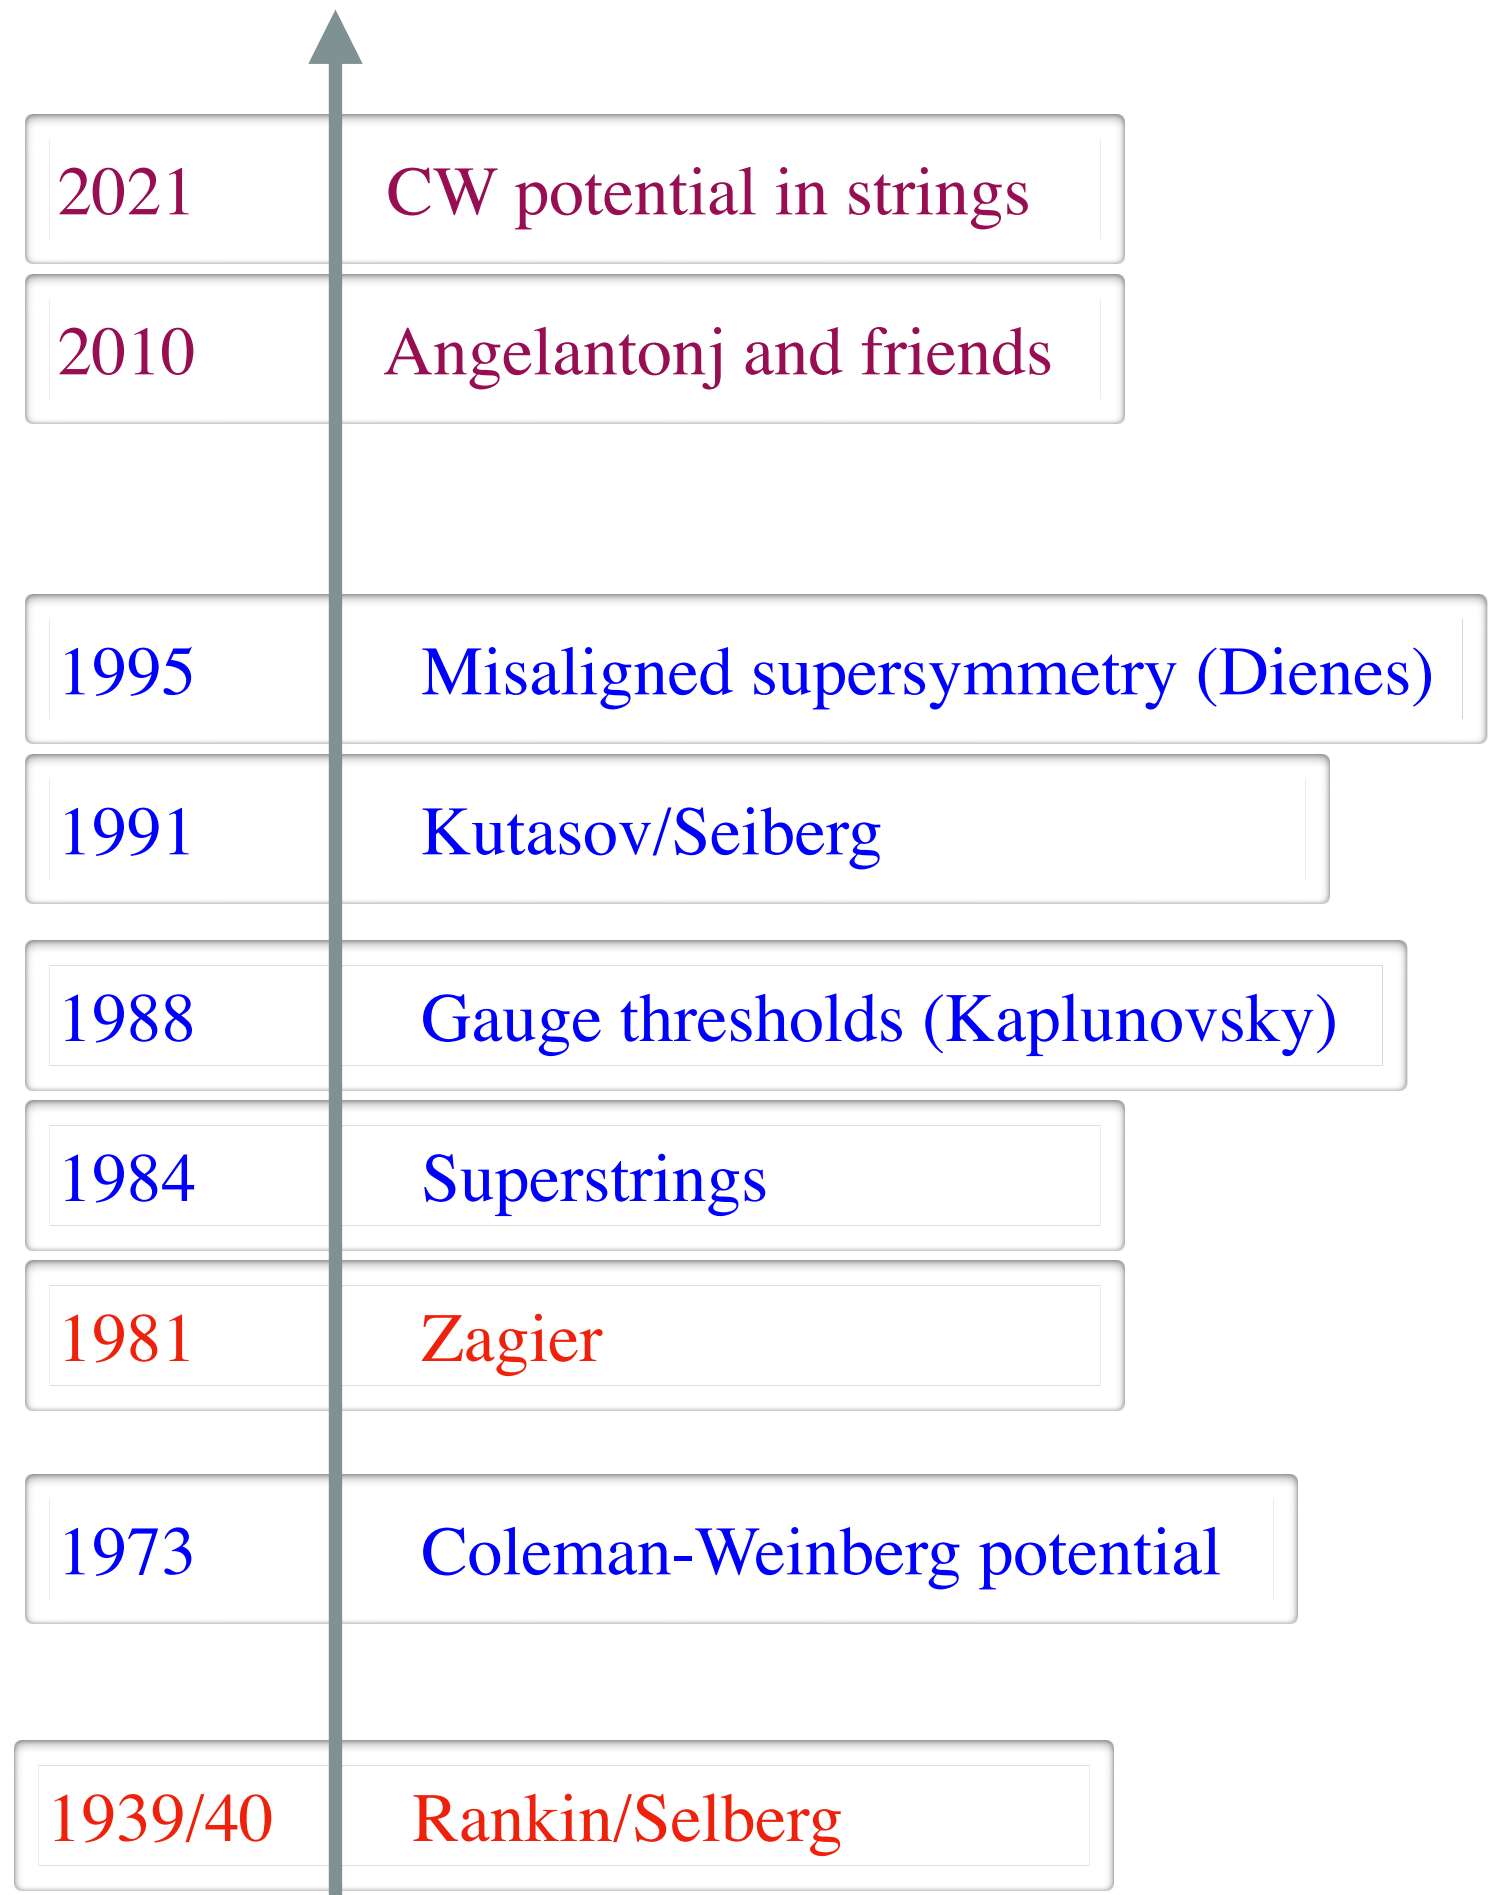 2021 CW potential in strings
2010 Angelantonj and friends
1995 Misaligned supersymmetry (Dienes)
1991 Kutasov/Seiberg
1988 Gauge thresholds (Kaplunovsky)
1984 Superstrings
1981 Zagier
1973 Coleman-Weinberg potential
1939/40 Rankin/Selberg